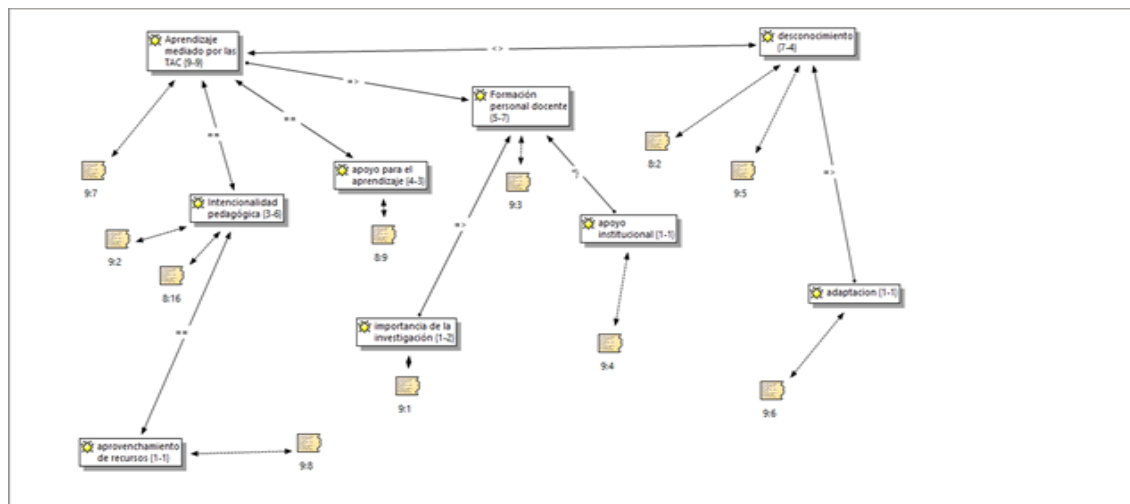 Aprendizaje
mediado por las
TAC (9-9)
<>
desconocimiento
(7-4)
=>
Formación
personal docente
(5-7)
==
==
apoyo para el
aprendizaje (4-3)
9:7
8:2
9:5
=>
9:3
Intencionalidad
pedagógica (3-6)
apoyo
institucional (1-1)
=>
9:2
8:16
8:9
adaptacion (1-1)
==
importancia de la
investigación (1-2)
9:4
9:1
9:6
aprovenchamiento
de recursos (1-1)
9:8